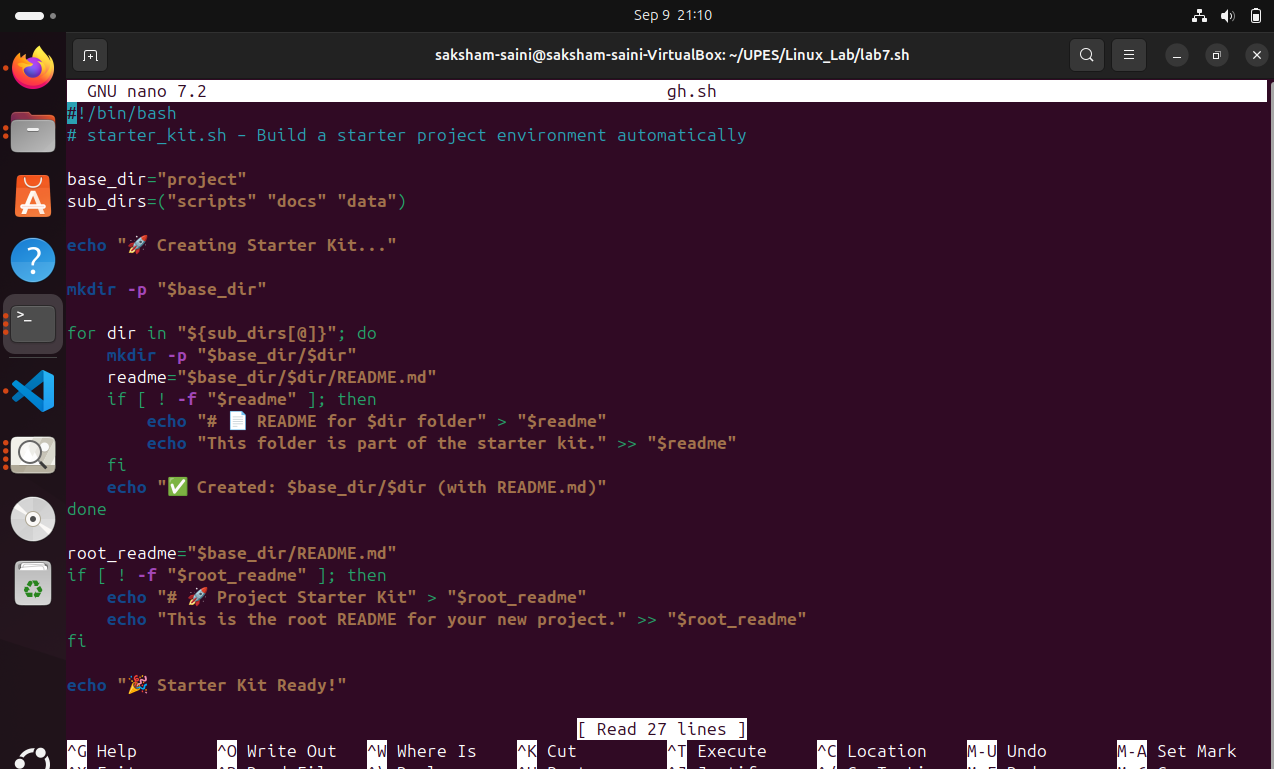 Sep 9 21:10
saksham-saini@saksham-saini-VirtualBox: ~/UPES/Linux_Lab/lab7.sh
GNU nano 7.2 gh.sh
#!/bin/bash
# starter_kit.sh – Build a starter project environment automatically
base_dir="project"
sub_dirs=("scripts" "docs" "data")
echo "🚀 Creating Starter Kit..."
mkdir -p "$base_dir"
for dir in "${sub_dirs[@]}"; do
    mkdir -p "$base_dir/$dir"
    readme="$base_dir/$dir/README.md"
    if [ ! -f "$readme" ]; then
        echo "# 📄 README for $dir folder" > "$readme"
        echo "This folder is part of the starter kit." >> "$readme"
    fi
    echo "✅ Created: $base_dir/$dir (with README.md)"
done
root_readme="$base_dir/README.md"
if [ ! -f "$root_readme" ]; then
    echo "# 🚀 Project Starter Kit" > "$root_readme"
    echo "This is the root README for your new project." >> "$root_readme"
fi
echo "🎉 Starter Kit Ready!"
[ Read 27 lines ]
^G Help ^O Write Out ^W Where Is ^K Cut ^T Execute ^C Location M-U Undo M-A Set Mark